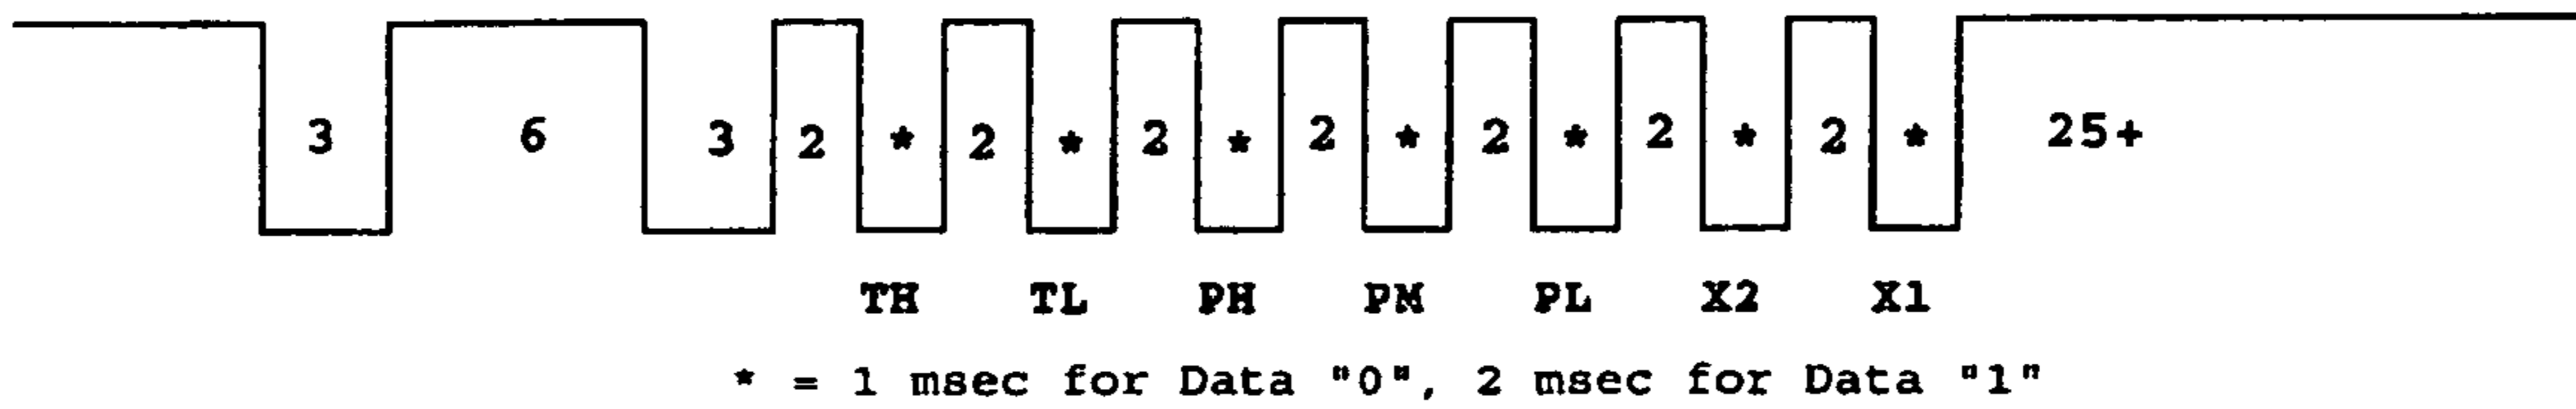 3 6 3 2 * 2 * 2 * 2 * 2 * 2 * 2 * 25+
TH TL PH PM PL X2 X1
* = 1 msec for Data "0", 2 msec for Data "1"